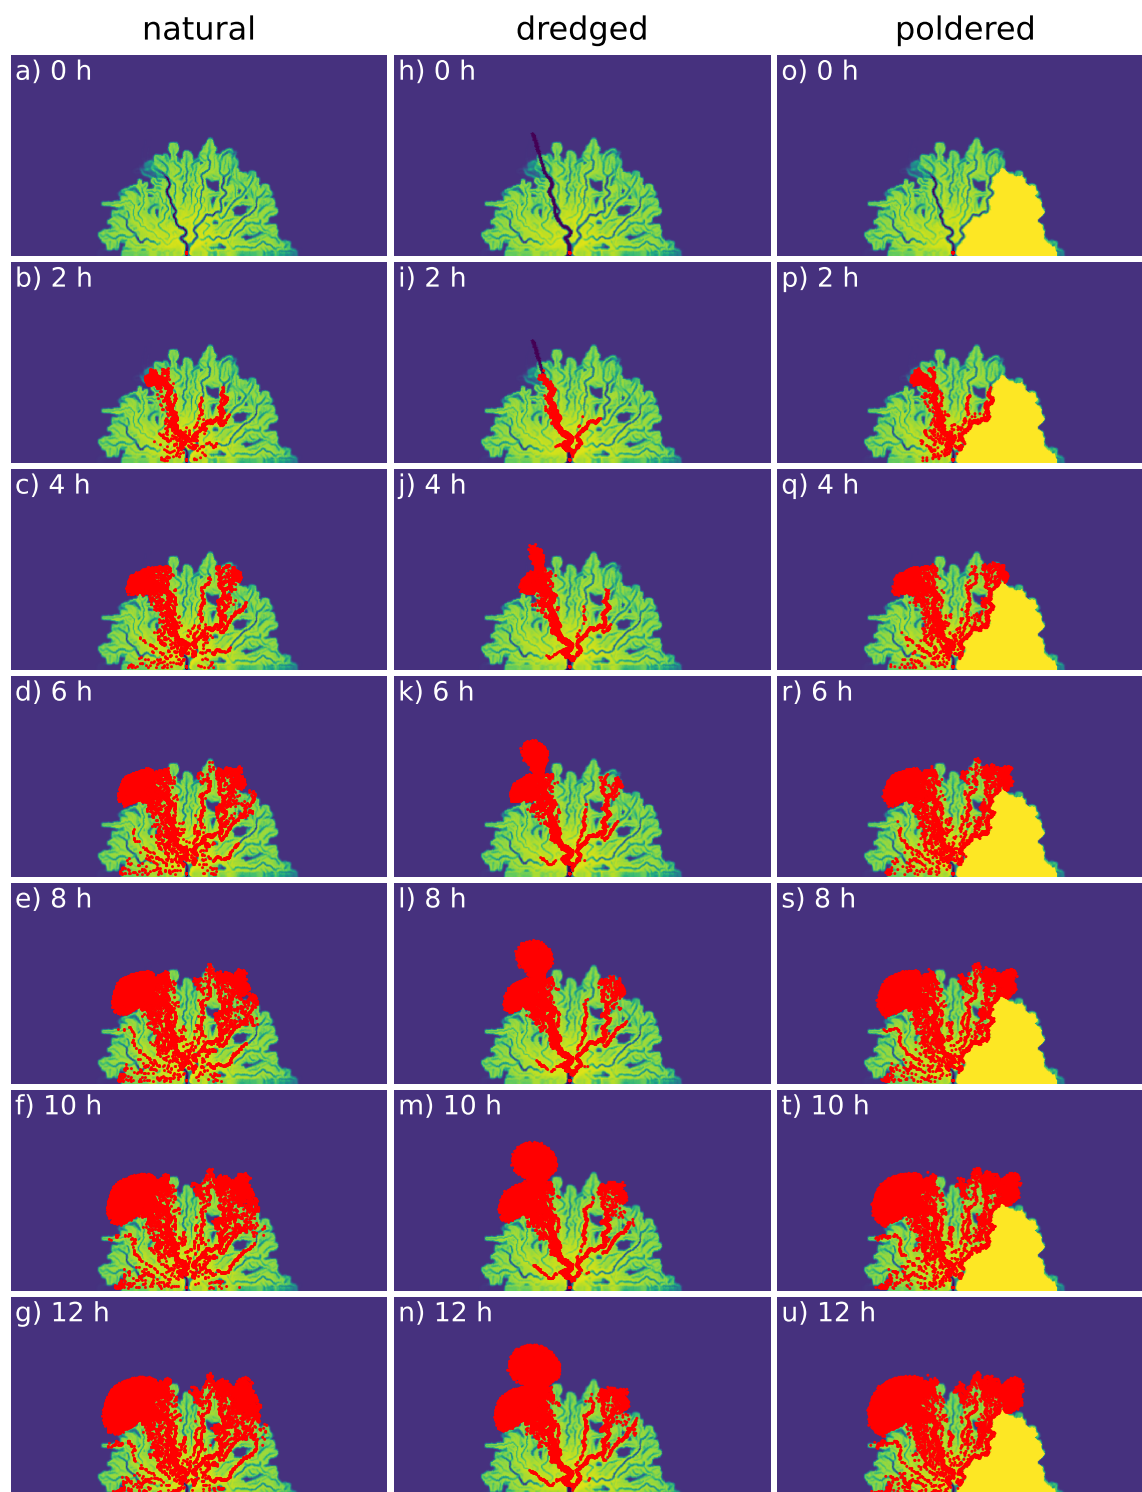 natural dredged poldered
a) 0 h h) 0 h o) 0 h
b) 2 h i) 2 h p) 2 h
c) 4 h j) 4 h q) 4 h
d) 6 h k) 6 h r) 6 h
e) 8 h l) 8 h s) 8 h
f) 10 h m) 10 h t) 10 h
g) 12 h n) 12 h u) 12 h